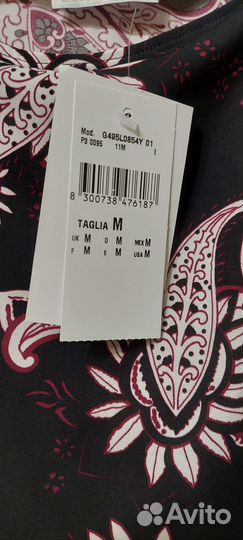 Mod. G495L0854Y 01
P3 0095 11M I
8 300738 476187
TAGLIA M
UK M D M MEX M
F M E M USA M
Avito